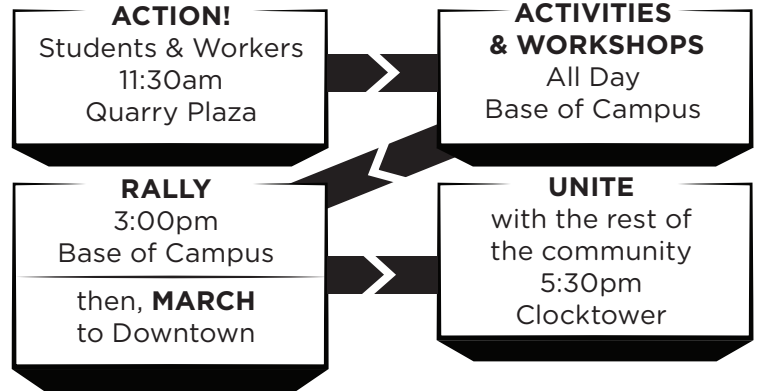 ACTION!
Students & Workers
11:30am
Quarry Plaza
ACTIVITIES
& WORKSHOPS
All Day
Base of Campus
RALLY
3:00pm
Base of Campus
then, MARCH
to Downtown
UNITE
with the rest of
the community
5:30pm
Clocktower